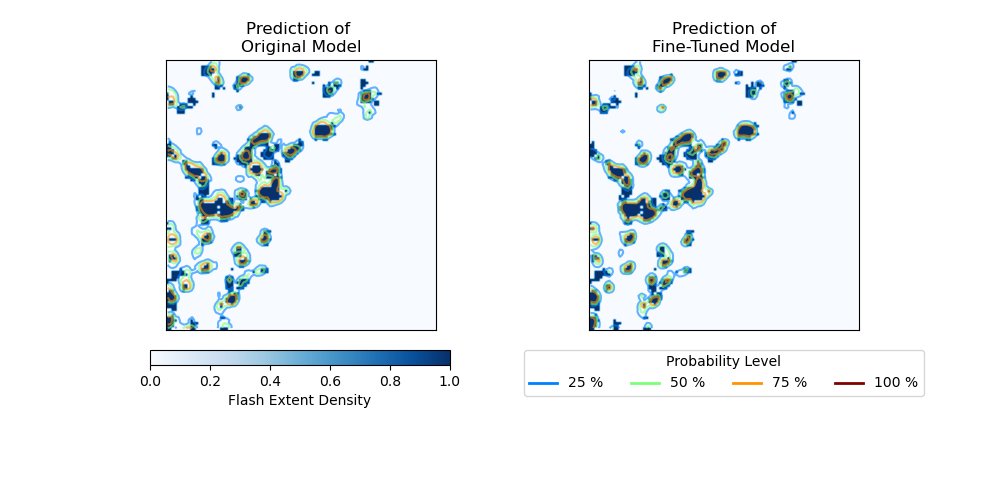 Prediction of
Original Model
Prediction of
Fine-Tuned Model
0.0 0.2 0.4 0.6 0.8 1.0
Flash Extent Density
Probability Level
25 % 50 % 75 % 100 %